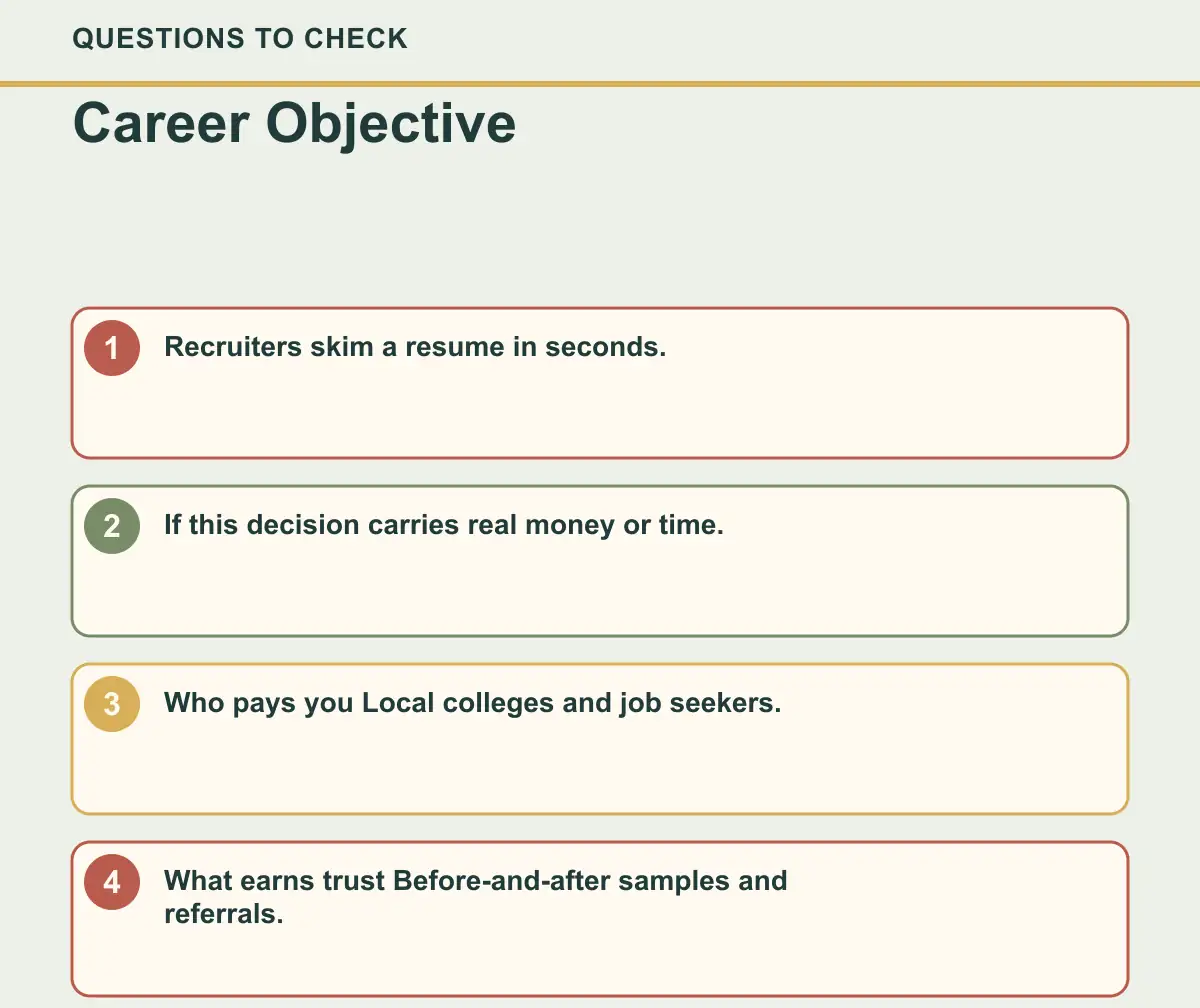 QUESTIONS TO CHECK
Career Objective
1
Recruiters skim a resume in seconds.
2
If this decision carries real money or time.
3
Who pays you Local colleges and job seekers.
4
What earns trust Before-and-after samples and
referrals.